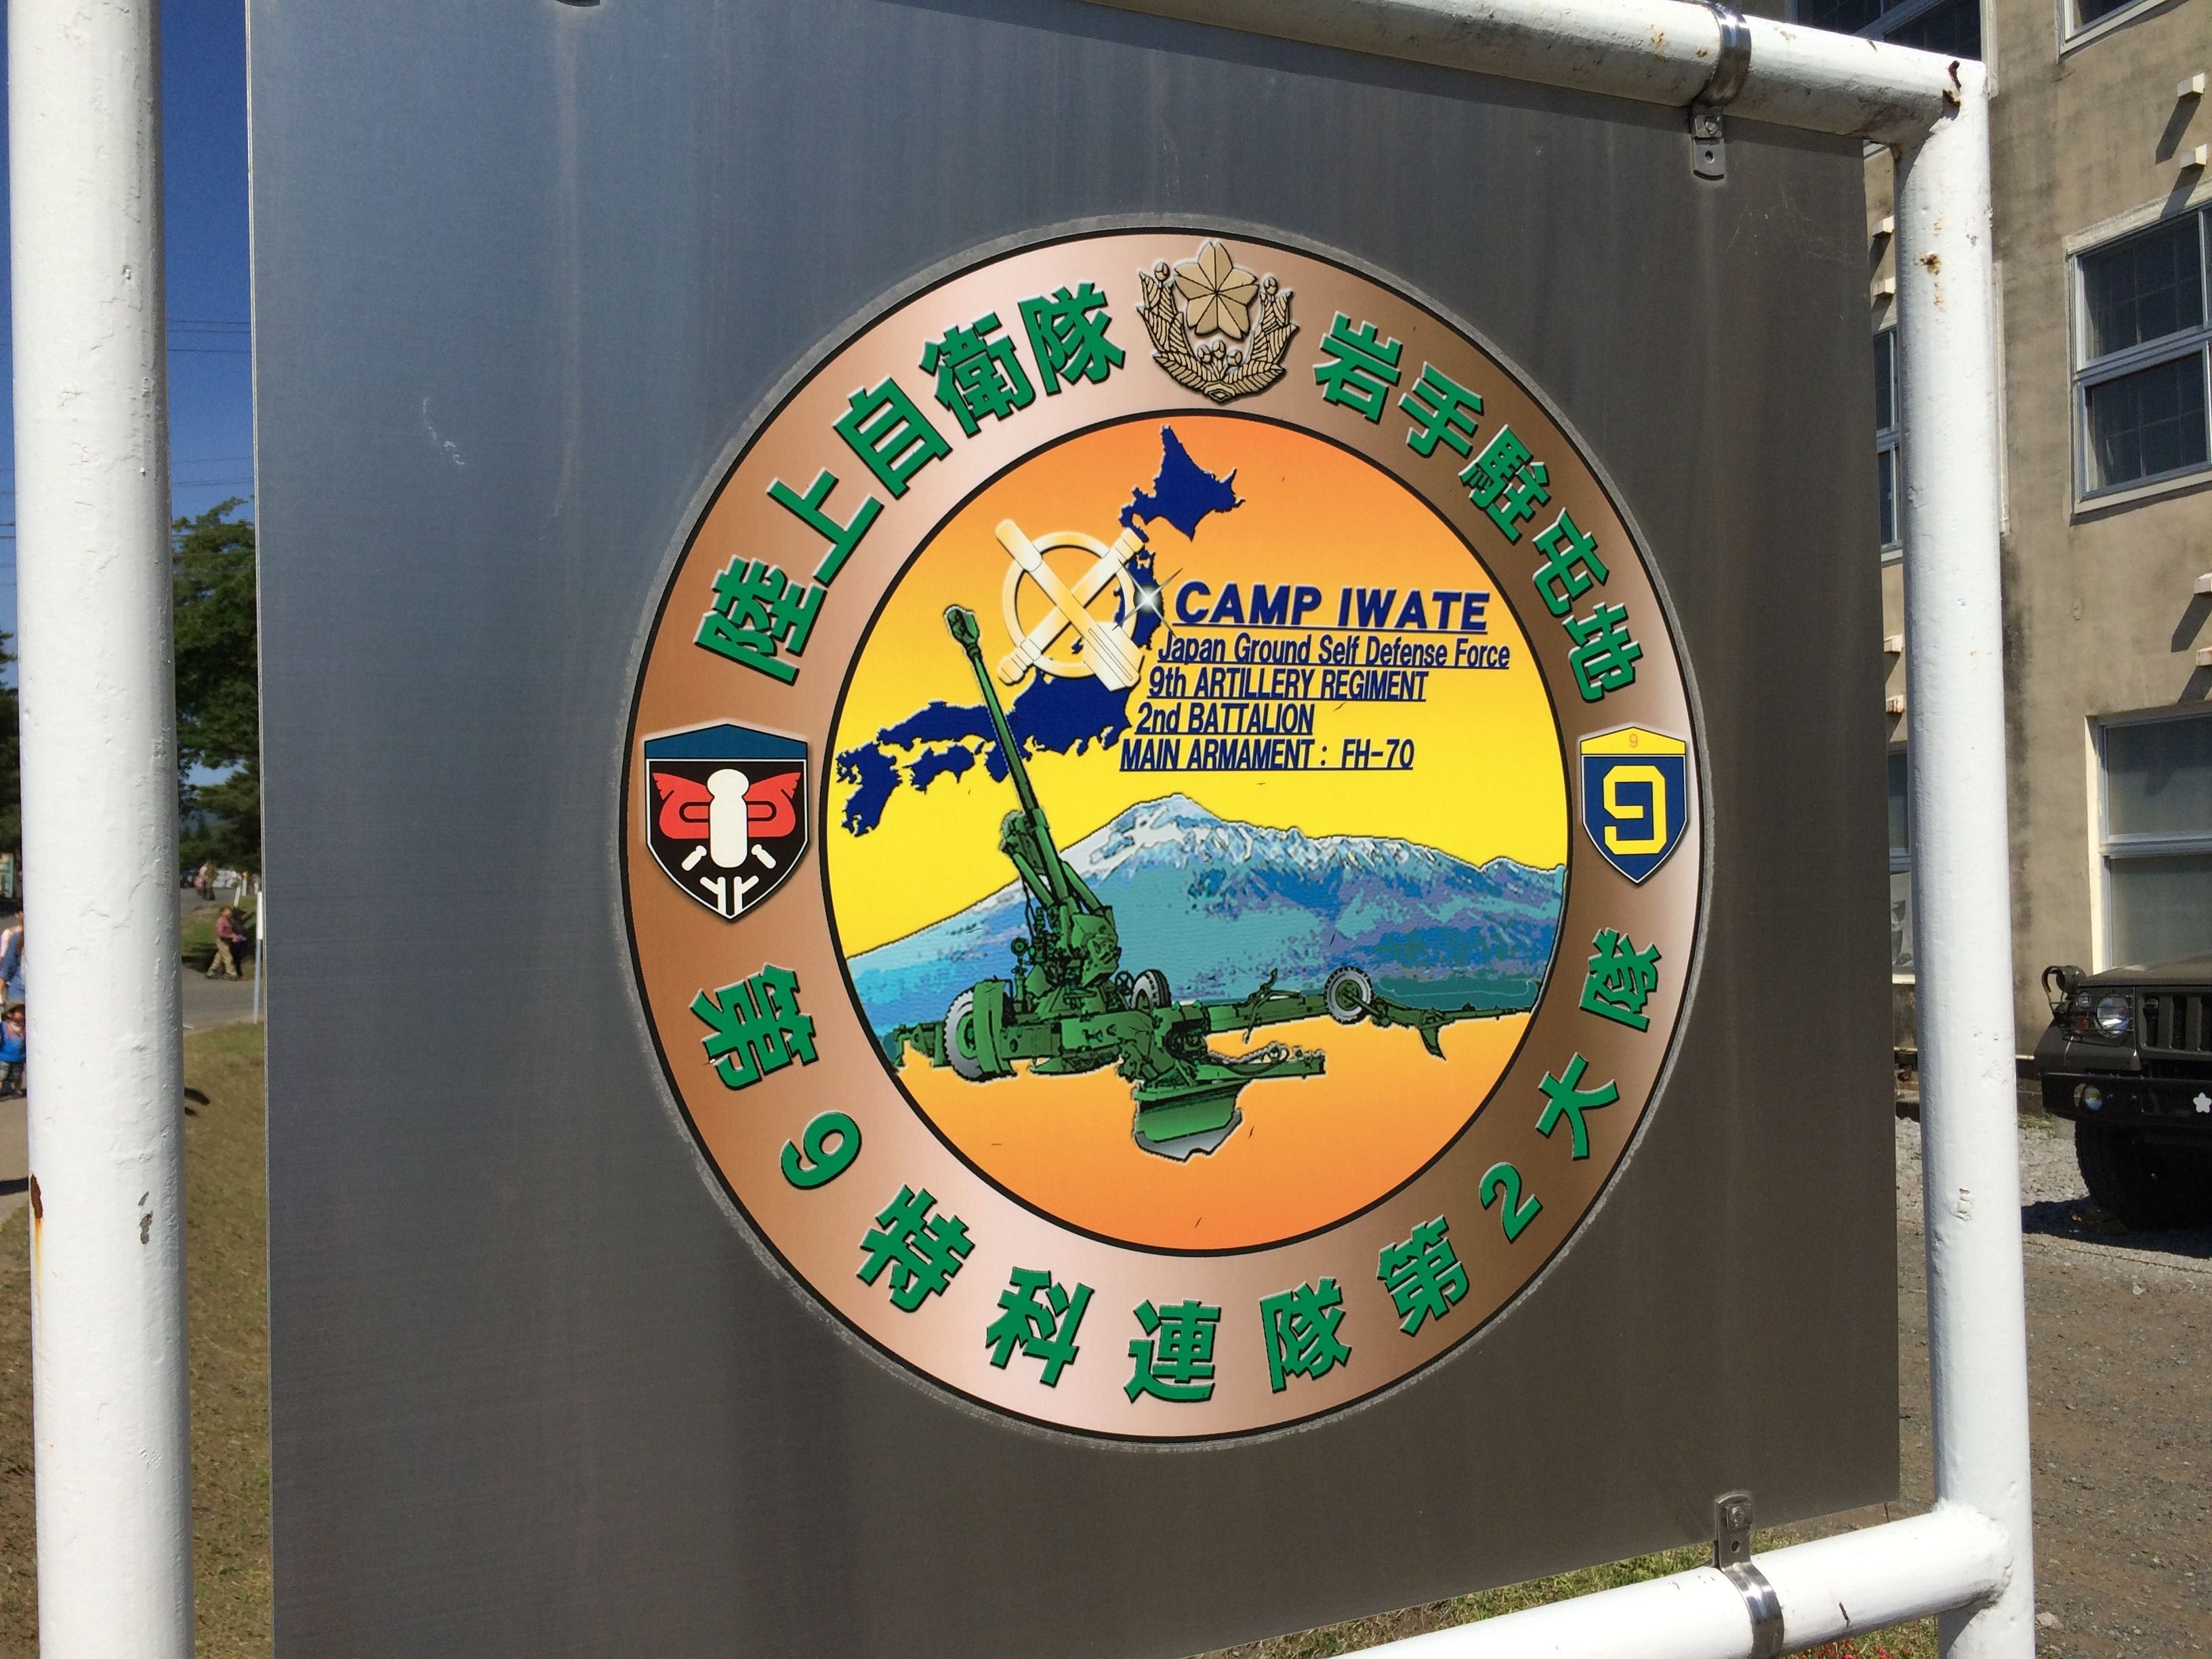 陸上自衛隊 岩手駐屯地
CAMP IWATE
Japan Ground Self Defense Force
9th ARTILLERY REGIMENT
2nd BATTALION
MAIN ARMAMENT : FH-70
9
9
第9特科連隊第2大隊